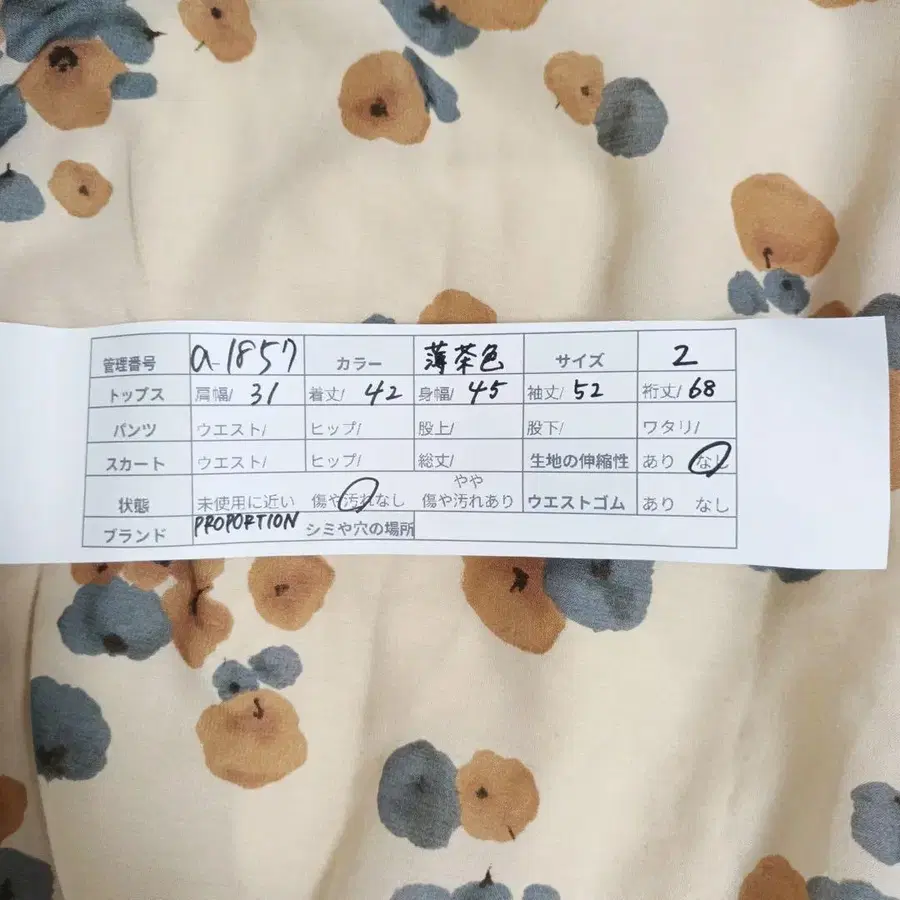 管理番号 a-1857 カラー 薄茶色 サイズ 2
トップス 肩幅/ 31 着丈/ 42 身幅/ 45 袖丈/ 52 裄丈/ 68
パンツ ウエスト/ ヒップ/ 股上/ 股下/ ワタリ/
スカート ウエスト/ ヒップ/ 総丈/ 生地の伸縮性 あり なし
状態 未使用に近い 傷や汚れなし やや傷や汚れあり ウエストゴム あり なし
ブランド PROPORTION シミや穴の場所